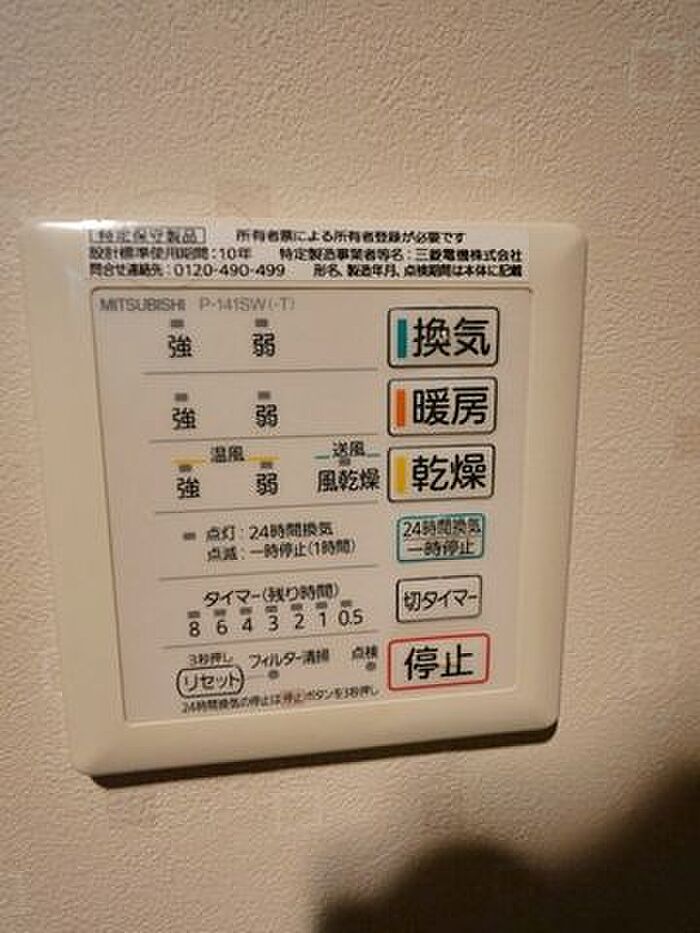 特定保守製品 所有者票による所有者登録が必要です
設計標準使用期間：10年 特定製造事業者等名：三菱電機株式会社
問合せ連絡先：0120-490-499 形名、製造年月、点検期間は本体に記載
MITSUBISHI P-141SW(-T)
強 弱 換気
強 弱 暖房
温風 送風
強 弱 風乾燥 乾燥
点灯：24時間換気
点滅：一時停止(1時間)
24時間換気
一時停止
タイマー(残り時間)
8 6 4 3 2 1 0.5
切タイマー
3秒押し
リセット フィルター清掃 点検
停止
24時間換気の停止は停止ボタンを3秒押し